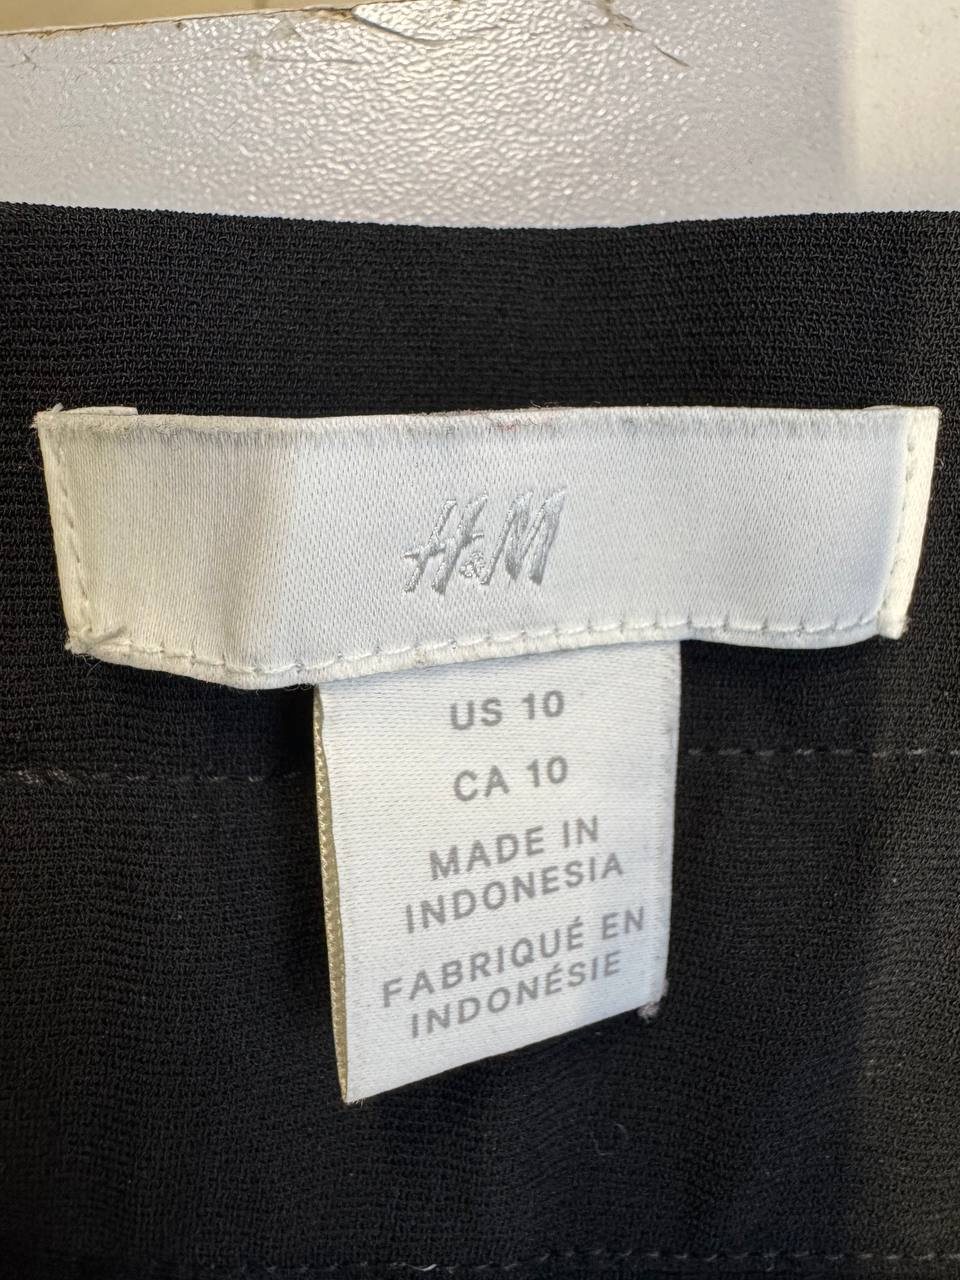 H&M
US 10
CA 10
MADE IN
INDONESIA
FABRIQUÉ EN
INDONÉSIE